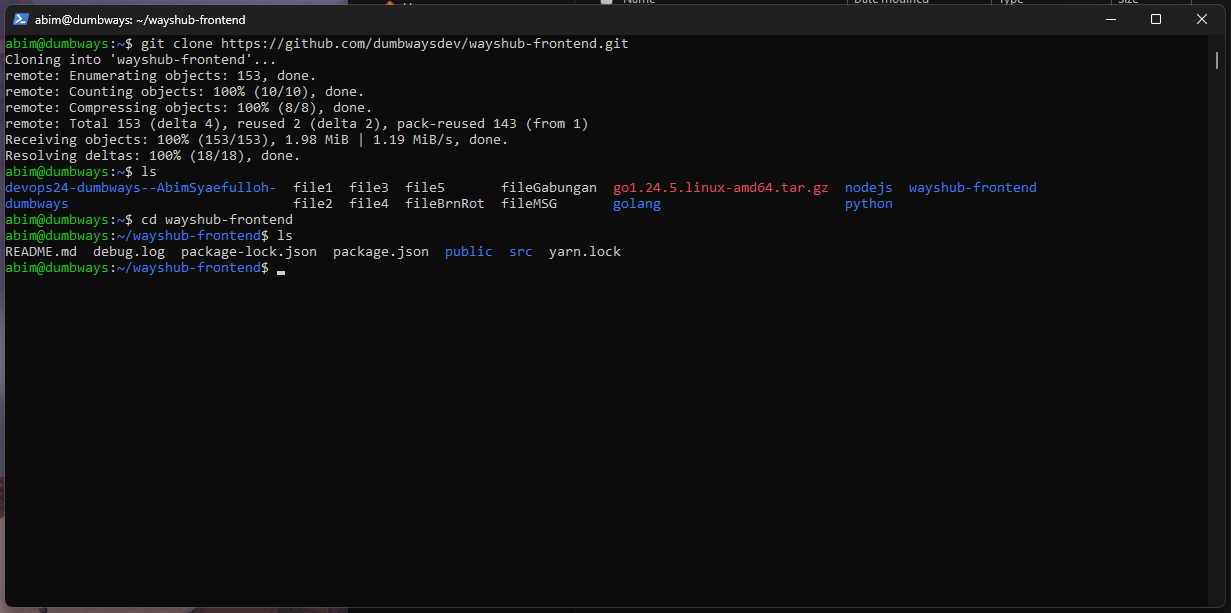 Name Date modified Type Size
abim@dumbways: ~/wayshub-frontend
abim@dumbways:~$ git clone https://github.com/dumbwaysdev/wayshub-frontend.git
Cloning into 'wayshub-frontend'...
remote: Enumerating objects: 153, done.
remote: Counting objects: 100% (10/10), done.
remote: Compressing objects: 100% (8/8), done.
remote: Total 153 (delta 4), reused 2 (delta 2), pack-reused 143 (from 1)
Receiving objects: 100% (153/153), 1.98 MiB | 1.19 MiB/s, done.
Resolving deltas: 100% (18/18), done.
abim@dumbways:~$ ls
devops24-dumbways--AbimSyaefulloh- file1 file3 file5 fileGabungan go1.24.5.linux-amd64.tar.gz nodejs wayshub-frontend
dumbways file2 file4 fileBrnRot fileMSG golang python
abim@dumbways:~$ cd wayshub-frontend
abim@dumbways:~/wayshub-frontend$ ls
README.md debug.log package-lock.json package.json public src yarn.lock
abim@dumbways:~/wayshub-frontend$